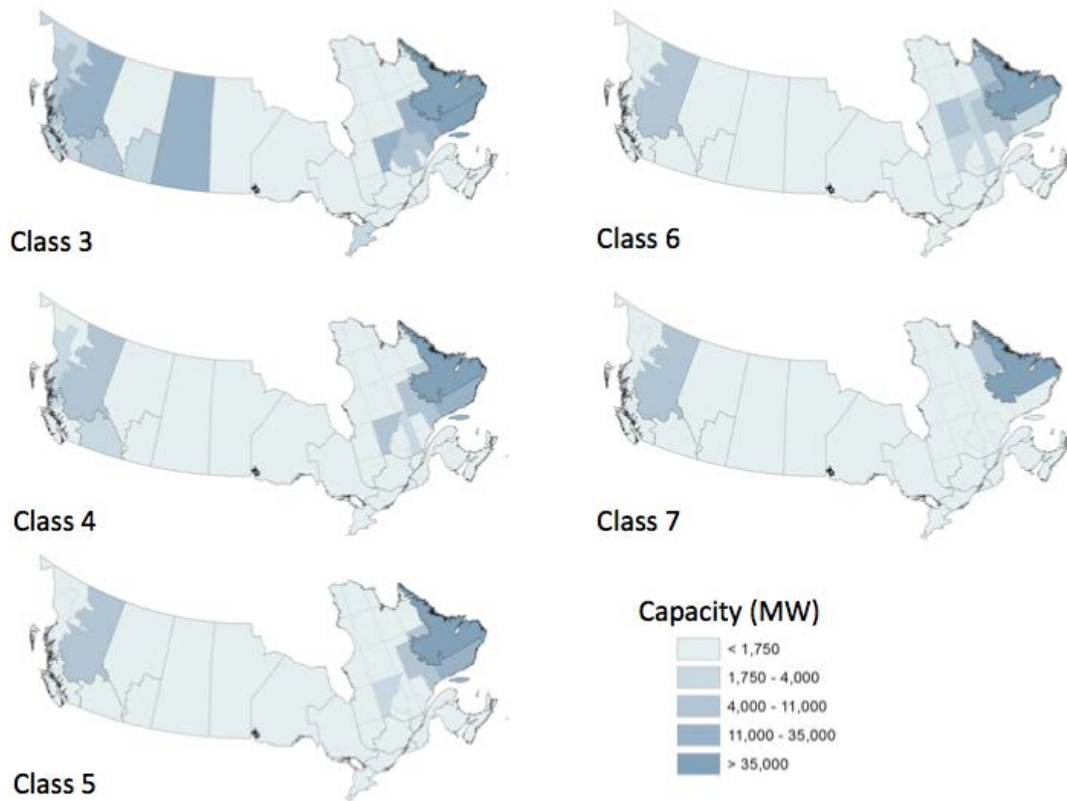 Class 3
Class 6
Class 4
Class 7
Class 5
Capacity (MW)
< 1,750
1,750 - 4,000
4,000 - 11,000
11,000 - 35,000
> 35,000